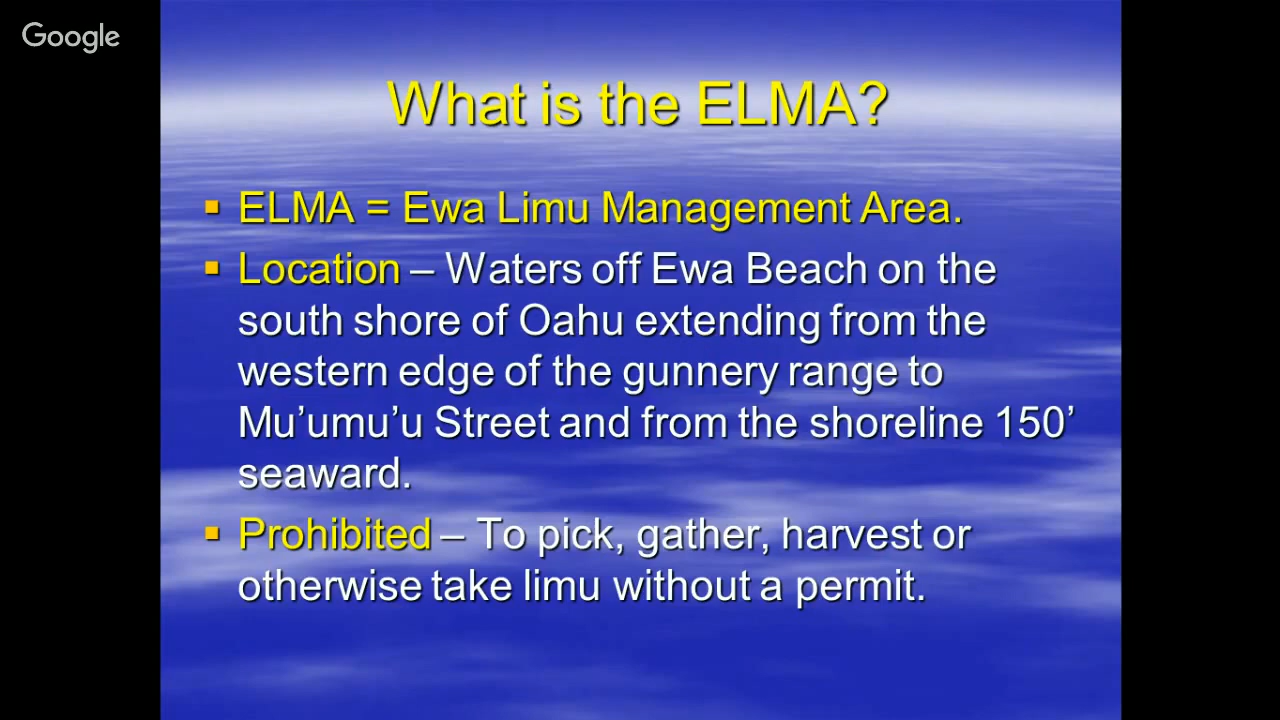 Google
What is the ELMA?
▪ ELMA = Ewa Limu Management Area.
▪ Location – Waters off Ewa Beach on the
south shore of Oahu extending from the
western edge of the gunnery range to
Mu’umu’u Street and from the shoreline 150’
seaward.
▪ Prohibited – To pick, gather, harvest or
otherwise take limu without a permit.